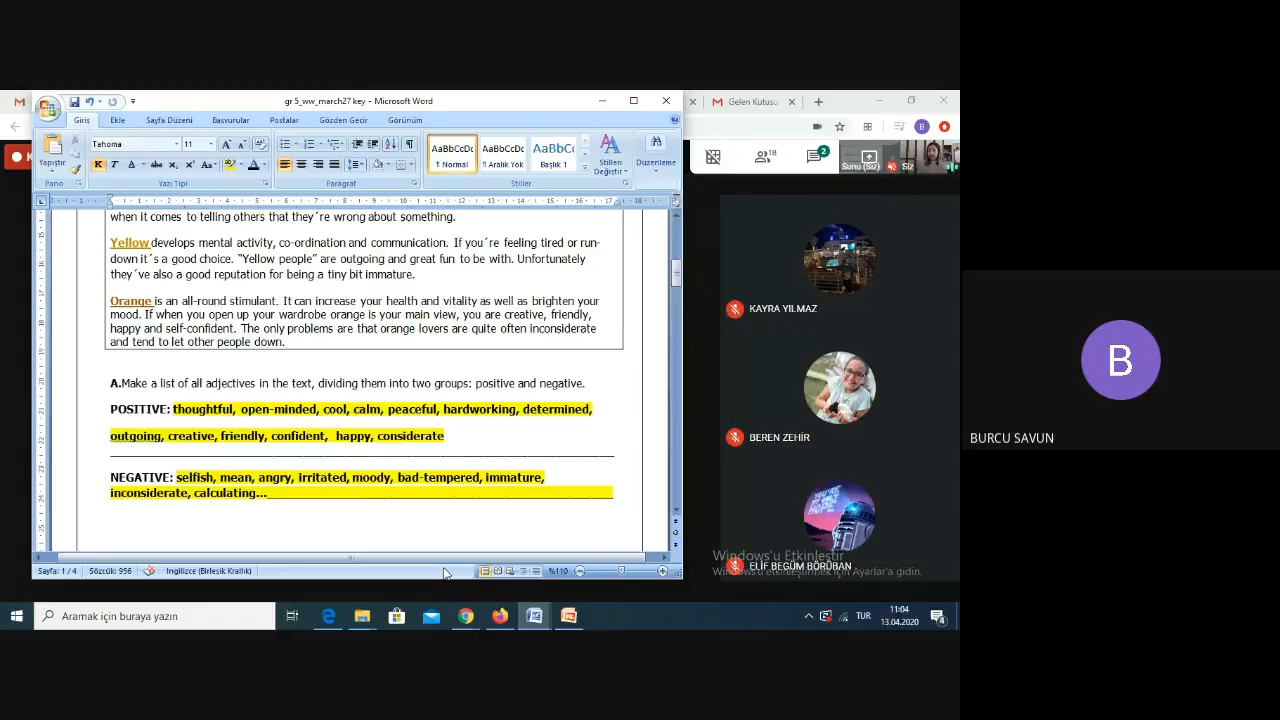 gr 5_ww_march27 key - Microsoft Word
Giriş Ekle Sayfa Düzeni Başvurular Postalar Gözden Geçir Görünüm
Tahoma 11
Yapıştır
AaBbCcDc AaBbCcDc AaBbC
¶ Normal ¶ Aralık Yok Başlık 1
Stilleri Değiştir
Düzenleme
Pano Yazı Tipi Paragraf Stiller
when it comes to telling others that they´re wrong about something.
Yellow develops mental activity, co-ordination and communication. If you´re feeling tired or run-
down it´s a good choice. “Yellow people” are outgoing and great fun to be with. Unfortunately
they´ve also a good reputation for being a tiny bit immature.
Orange is an all-round stimulant. It can increase your health and vitality as well as brighten your
mood. If when you open up your wardrobe orange is your main view, you are creative, friendly,
happy and self-confident. The only problems are that orange lovers are quite often inconsiderate
and tend to let other people down.
A.Make a list of all adjectives in the text, dividing them into two groups: positive and negative.
POSITIVE: thoughtful, open-minded, cool, calm, peaceful, hardworking, determined,
outgoing, creative, friendly, confident, happy, considerate
NEGATIVE: selfish, mean, angry, irritated, moody, bad-tempered, immature,
inconsiderate, calculating...
Sayfa: 1 / 4 Sözcük: 956 İngilizce (Birleşik Krallık) %110
Gelen Kutusu
18
2
Sunu (Siz)
Siz
KAYRA YILMAZ
BEREN ZEHİR
YOU'RE MY ONLY HOPE
ELİF BEGÜM BÖRÜBAN
Windows'u Etkinleştir
Windows'u etkinleştirmek için Ayarlar'a gidin.
B
BURCU SAVUN
Aramak için buraya yazın
TUR
11:04
13.04.2020
4